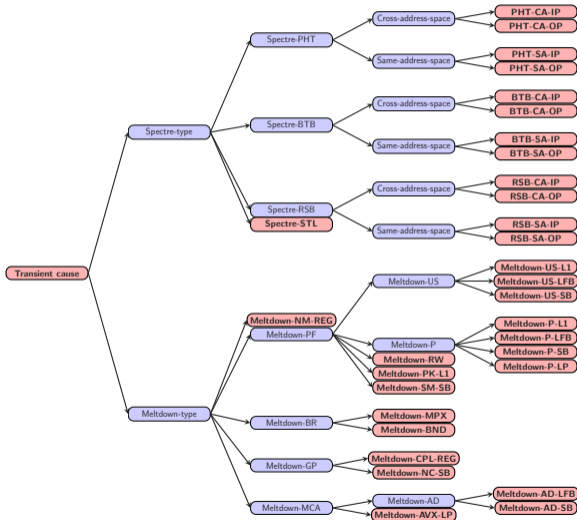 Transient cause
Spectre-type
Spectre-PHT
Cross-address-space
PHT-CA-IP
PHT-CA-OP
Same-address-space
PHT-SA-IP
PHT-SA-OP
Spectre-BTB
Cross-address-space
BTB-CA-IP
BTB-CA-OP
Same-address-space
BTB-SA-IP
BTB-SA-OP
Spectre-RSB
Cross-address-space
RSB-CA-IP
RSB-CA-OP
Same-address-space
RSB-SA-IP
RSB-SA-OP
Spectre-STL
Meltdown-type
Meltdown-NM-REG
Meltdown-PF
Meltdown-US
Meltdown-US-L1
Meltdown-US-LFB
Meltdown-US-SB
Meltdown-P
Meltdown-P-L1
Meltdown-P-LFB
Meltdown-P-SB
Meltdown-P-LP
Meltdown-RW
Meltdown-PK-L1
Meltdown-SM-SB
Meltdown-BR
Meltdown-MPX
Meltdown-BND
Meltdown-GP
Meltdown-CPL-REG
Meltdown-NC-SB
Meltdown-MCA
Meltdown-AD
Meltdown-AD-LFB
Meltdown-AD-SB
Meltdown-AVX-LP